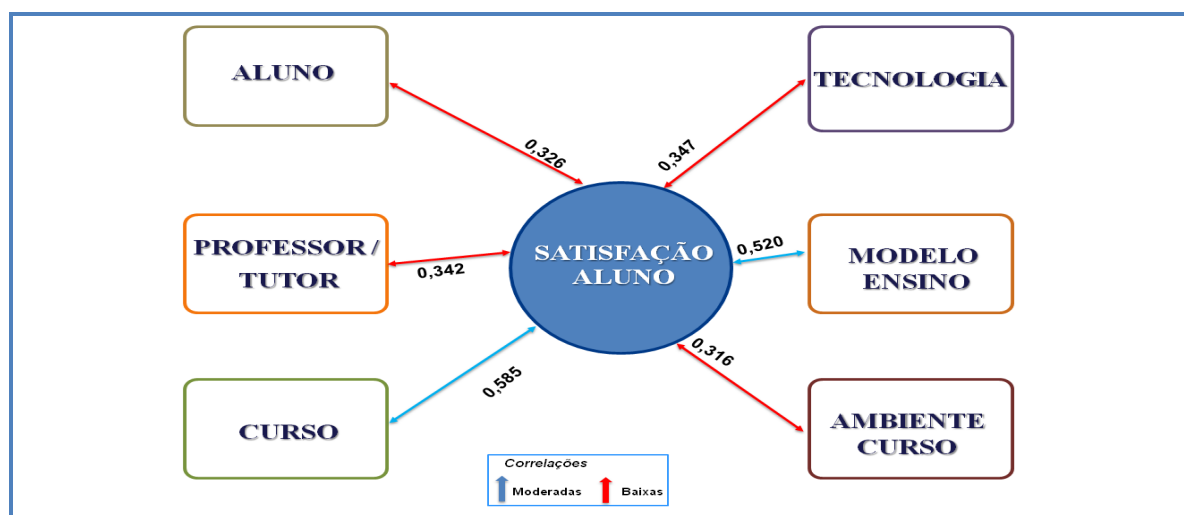 ALUNO
TECNOLOGIA
0,326
0,347
PROFESSOR /
TUTOR
0,342
SATISFAÇÃO
ALUNO
0,520
MODELO
ENSINO
CURSO
0,585
0,316
AMBIENTE
CURSO
Correlações
Moderadas Baixas